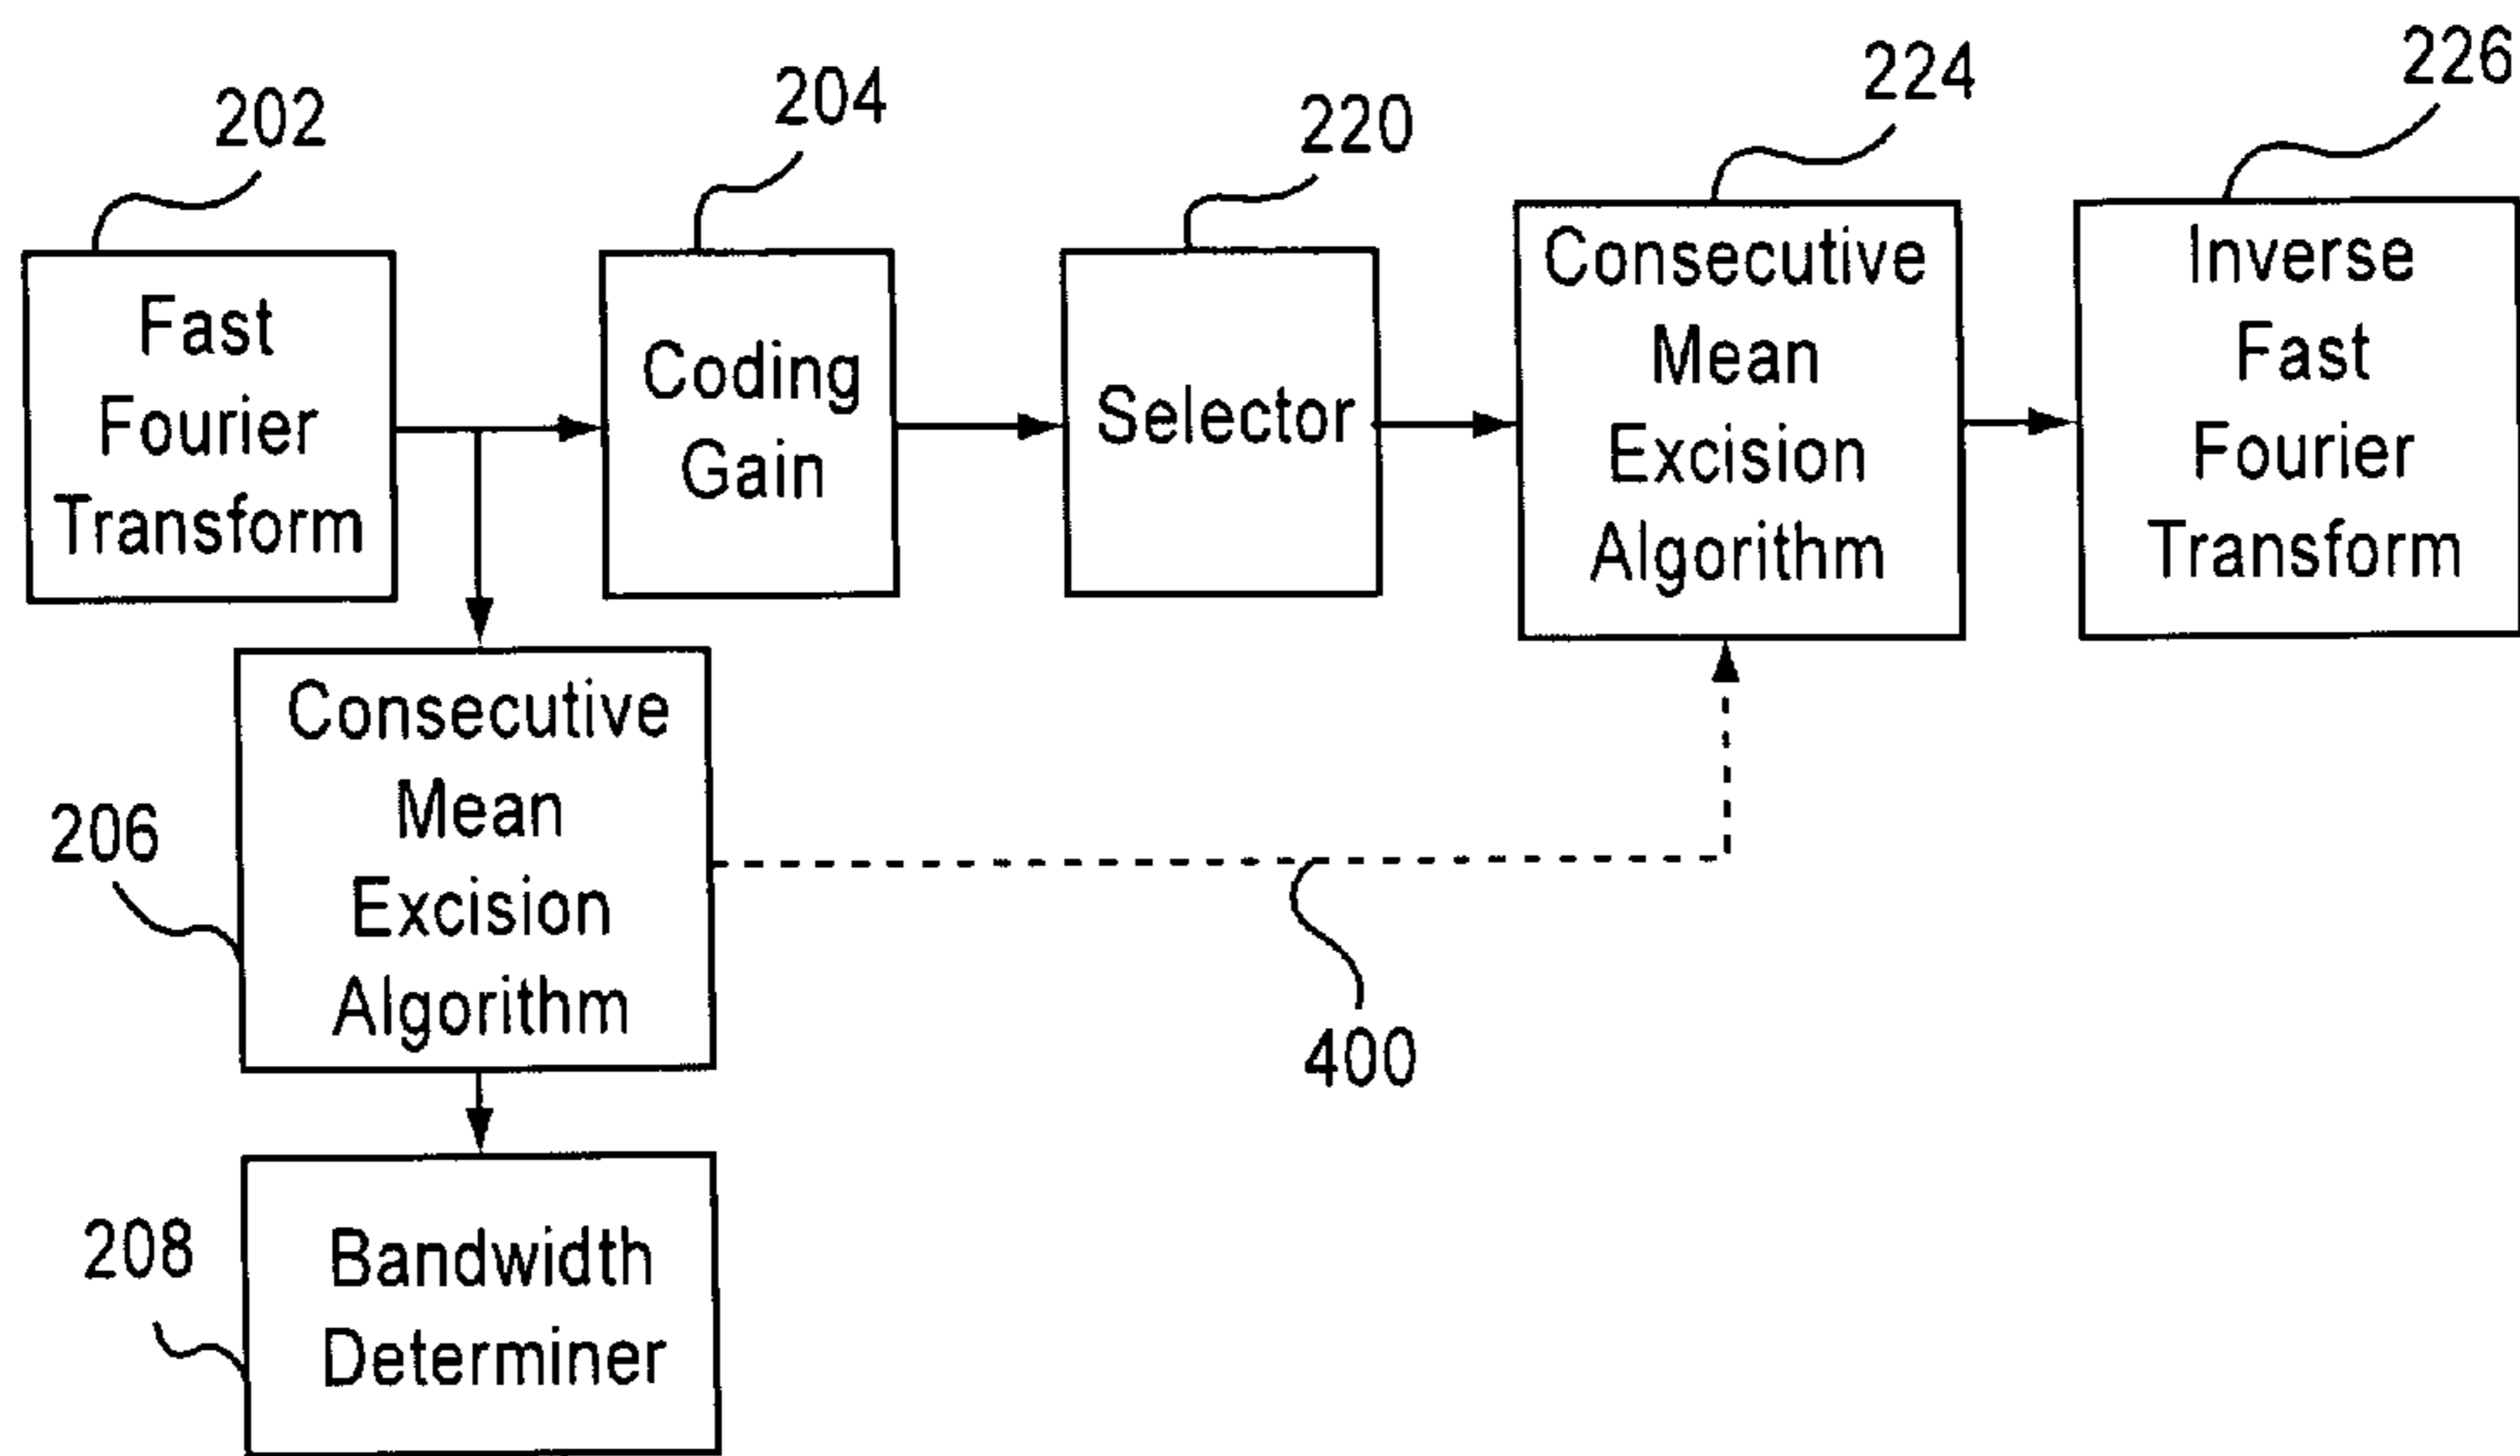 202
204
220
224
226
Fast
Fourier
Transform
Coding
Gain
Selector
Consecutive
Mean
Excision
Algorithm
Inverse
Fast
Fourier
Transform
206
Consecutive
Mean
Excision
Algorithm
400
208
Bandwidth
Determiner